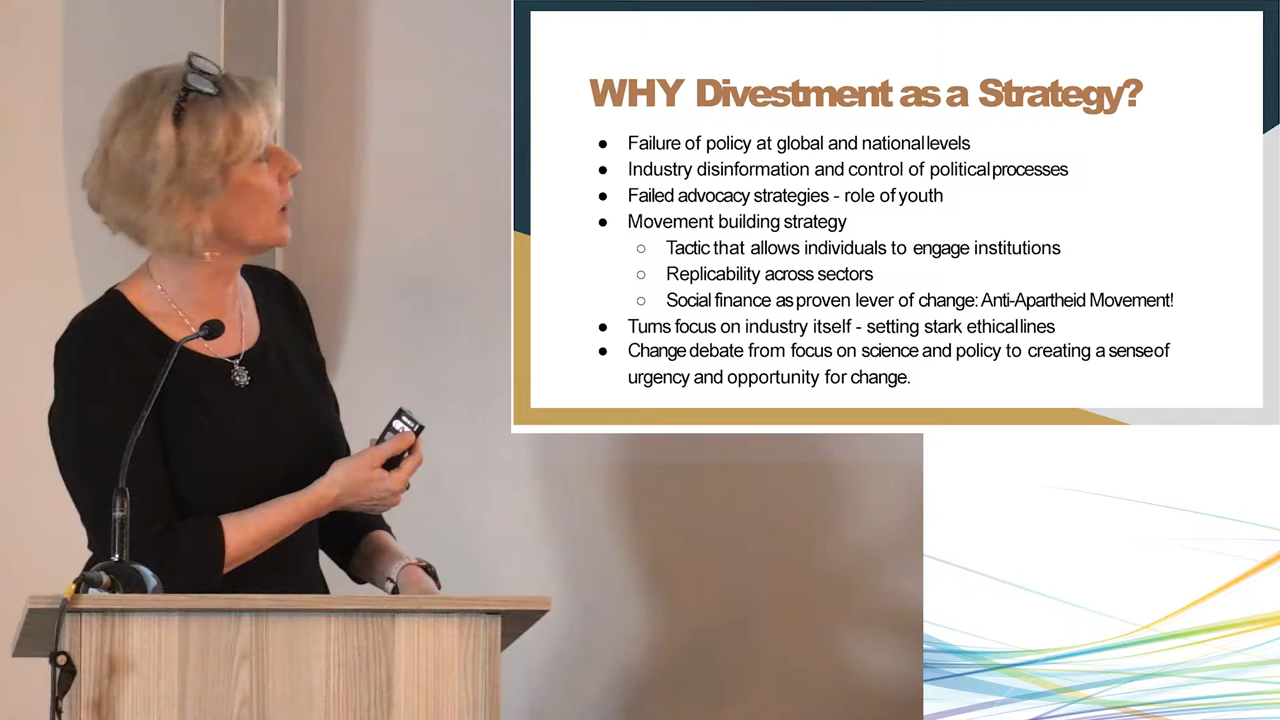 WHY Divestment as a Strategy?
● Failure of policy at global and national levels
● Industry disinformation and control of political processes
● Failed advocacy strategies - role of youth
● Movement building strategy
○ Tactic that allows individuals to engage institutions
○ Replicability across sectors
○ Social finance as proven lever of change: Anti-Apartheid Movement!
● Turns focus on industry itself - setting stark ethical lines
● Change debate from focus on science and policy to creating a sense of
urgency and opportunity for change.